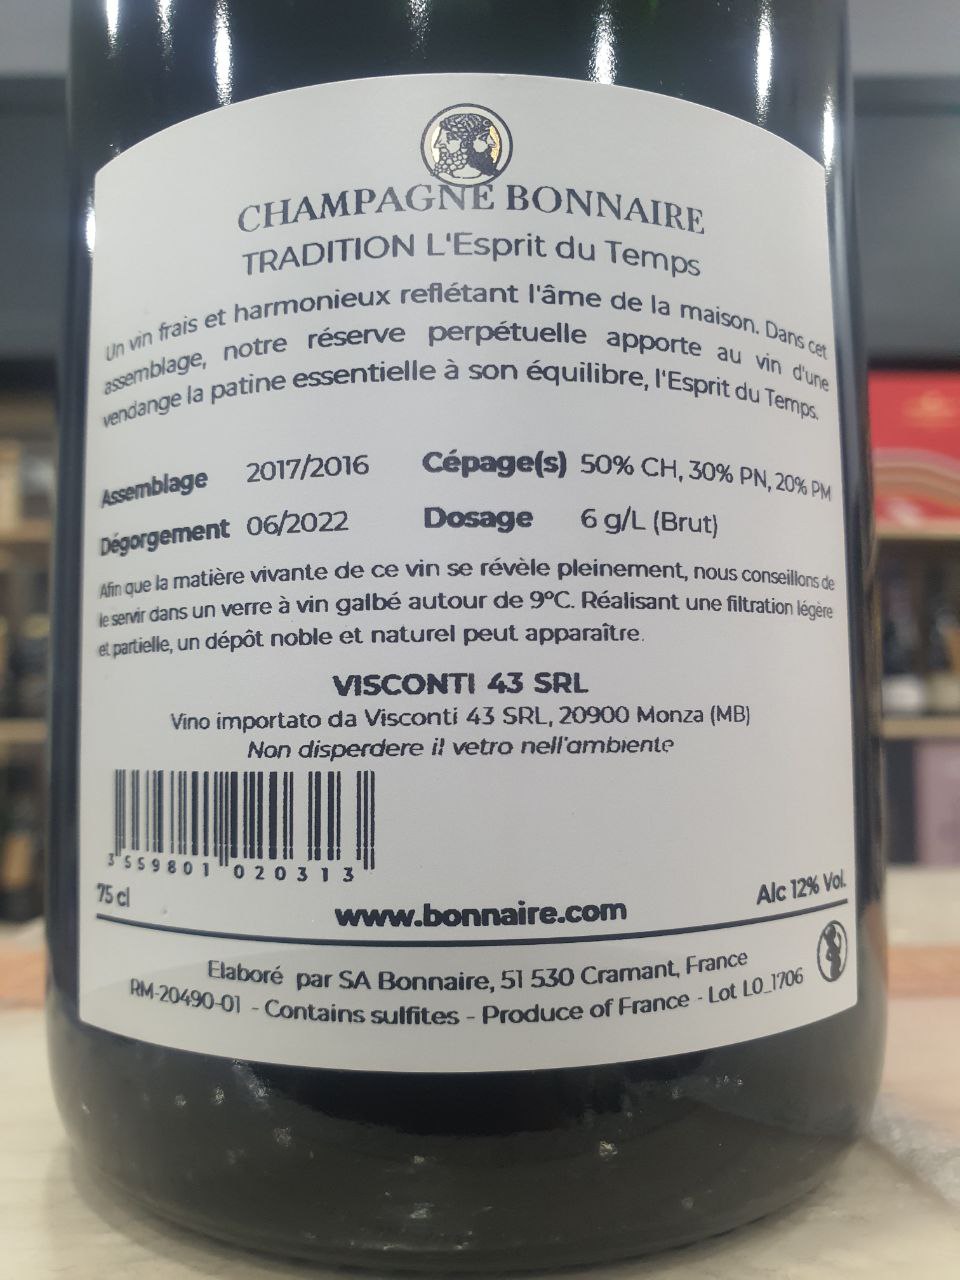 CHAMPAGNE BONNAIRE
TRADITION L'Esprit du Temps
Un vin frais et harmonieux reflétant l'âme de la maison. Dans cet
assemblage, notre réserve perpétuelle apporte au vin d'une
vendange la patine essentielle à son équilibre, l'Esprit du Temps.
Assemblage 2017/2016 Cépage(s) 50% CH, 30% PN, 20% PM
Dégorgement 06/2022 Dosage 6 g/L (Brut)
Afin que la matière vivante de ce vin se révèle pleinement, nous conseillons de
le servir dans un verre à vin galbé autour de 9°C. Réalisant une filtration légère
et partielle, un dépôt noble et naturel peut apparaître.
VISCONTI 43 SRL
Vino importato da Visconti 43 SRL, 20900 Monza (MB)
Non disperdere il vetro nell'ambiente
3 559801 020313
75 cl
www.bonnaire.com
Alc 12% Vol.
Elaboré par SA Bonnaire, 51 530 Cramant, France
RM-20490-01 - Contains sulfites - Produce of France - Lot L0_1706